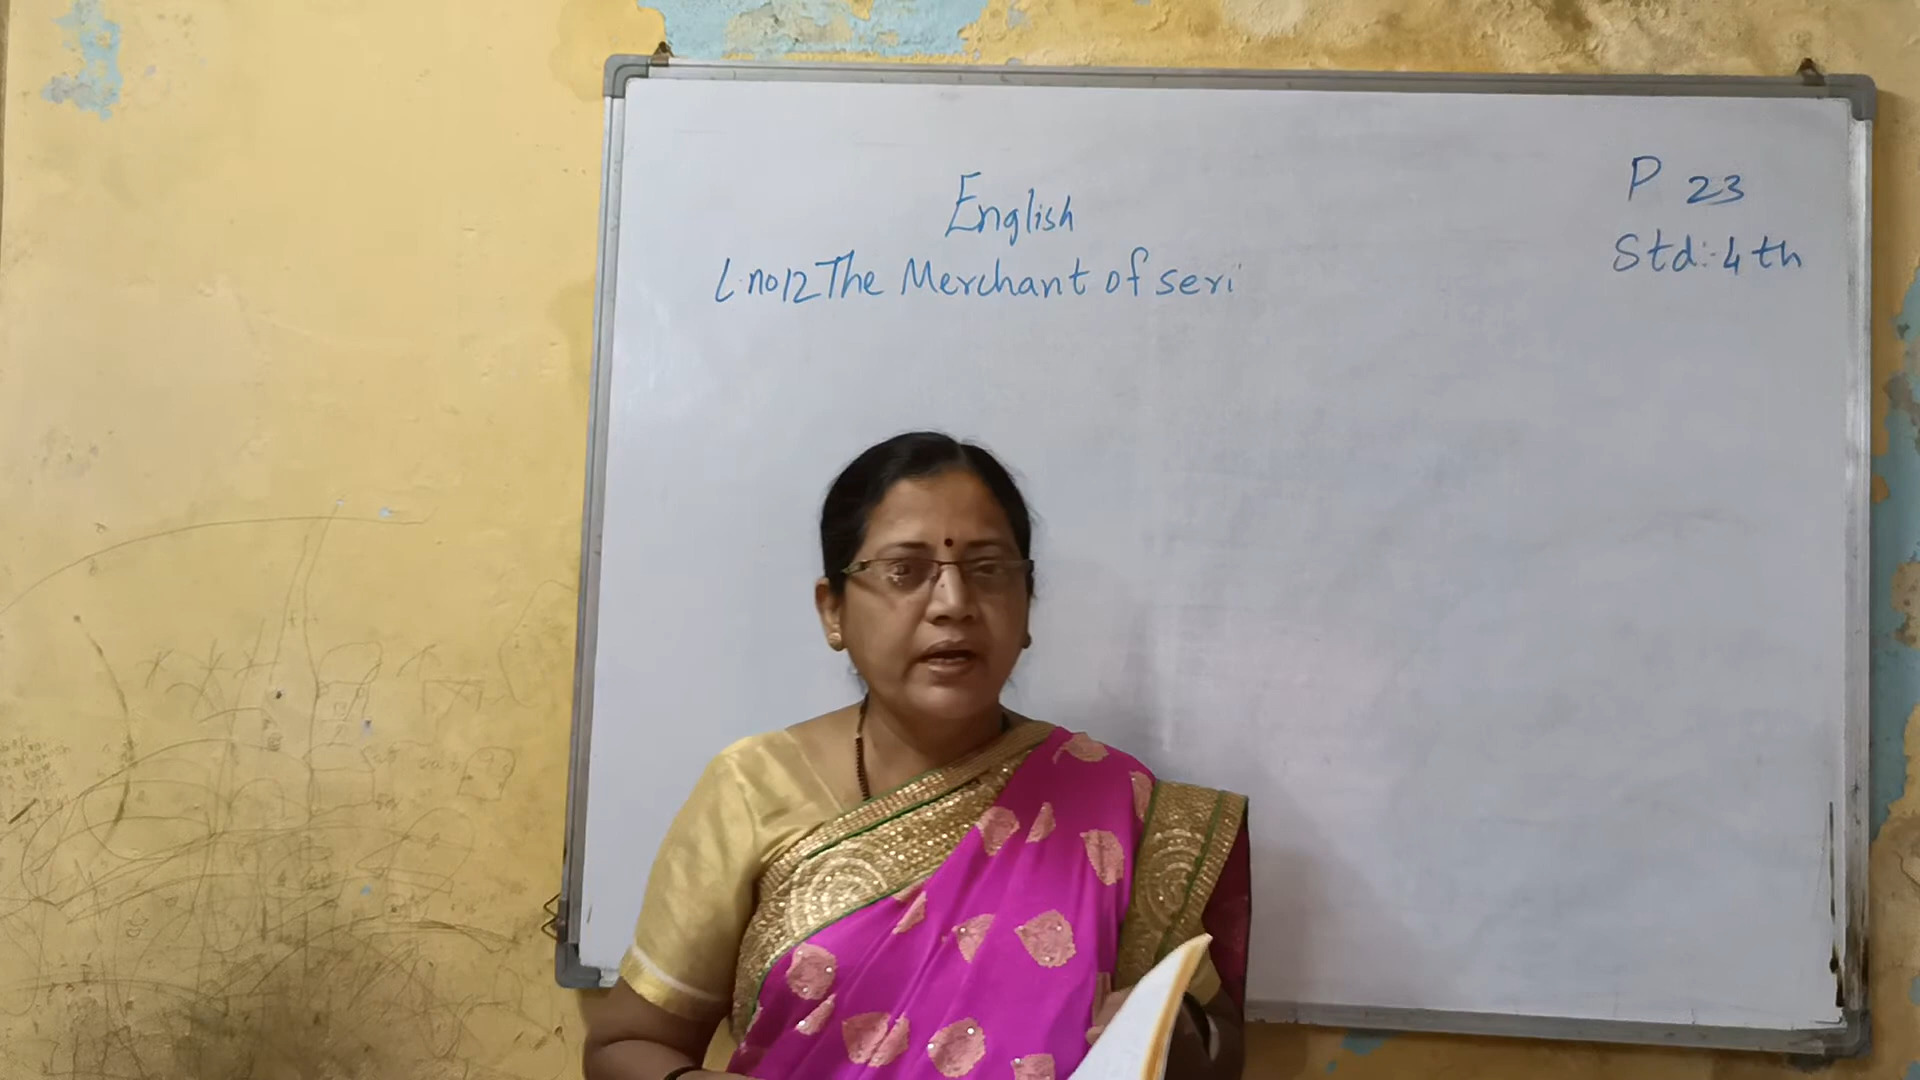 P 23
Std:-4th
English
L.no12 The Merchant of seri